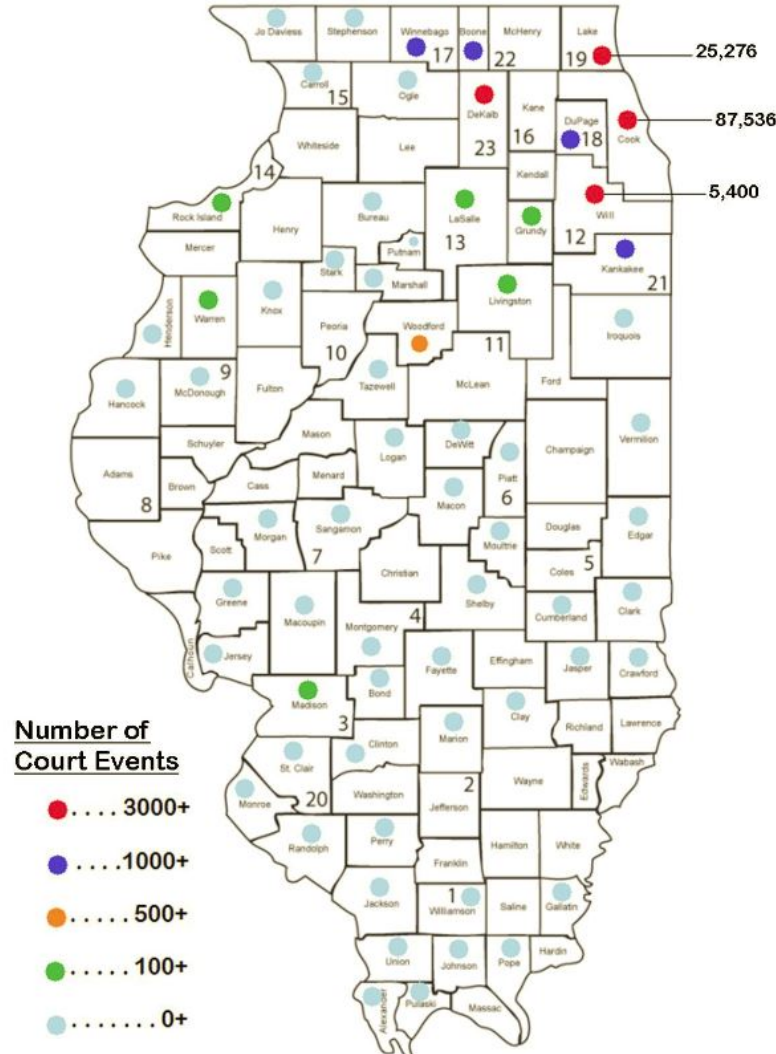 Jo Daviess
Stephenson
Winnebago
17
Boone
McHenry
22
Lake
19
25,276
Carroll
15
Ogle
DeKalb
23
Kane
16
DuPage
18
Cook
87,536
Whiteside
Lee
Kendall
14
5,400
Rock Island
Henry
Bureau
LaSalle
13
Grundy
Will
12
Mercer
Putnam
Kankakee
21
Stark
Marshall
Henderson
Warren
Knox
Peoria
10
Woodford
Livingston
11
Iroquois
Hancock
McDonough
9
Fulton
Tazewell
McLean
Ford
Mason
Logan
DeWitt
Champaign
Vermilion
Schuyler
Adams
8
Brown
Cass
Menard
Macon
Piatt
6
Pike
Scott
Morgan
Sangamon
7
Christian
Moultrie
Douglas
Coles
5
Edgar
Greene
Macoupin
Montgomery
4
Shelby
Cumberland
Clark
Calhoun
Jersey
Bond
Fayette
Effingham
Jasper
Crawford
Madison
3
Clinton
Marion
Clay
Richland
Lawrence
St. Clair
20
Monroe
Washington
Jefferson
2
Wayne
Edwards
Wabash
Randolph
Perry
Franklin
Hamilton
White
Jackson
Williamson
1
Saline
Gallatin
Union
Johnson
Pope
Hardin
Alexander
Pulaski
Massac
Number of
Court Events
.... 3000+
....1000+
..... 500+
..... 100+
....... 0+